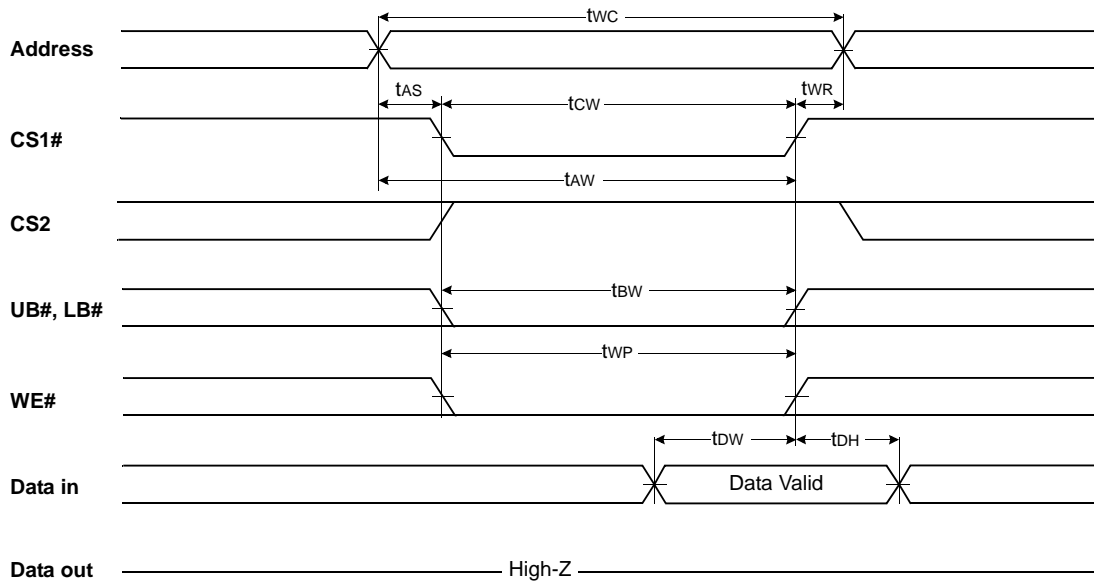 tWC
Address
tAS
tCW
tWR
CS1#
tAW
CS2
tBW
UB#, LB#
tWP
WE#
tDW
tDH
Data in
Data Valid
Data out
High-Z